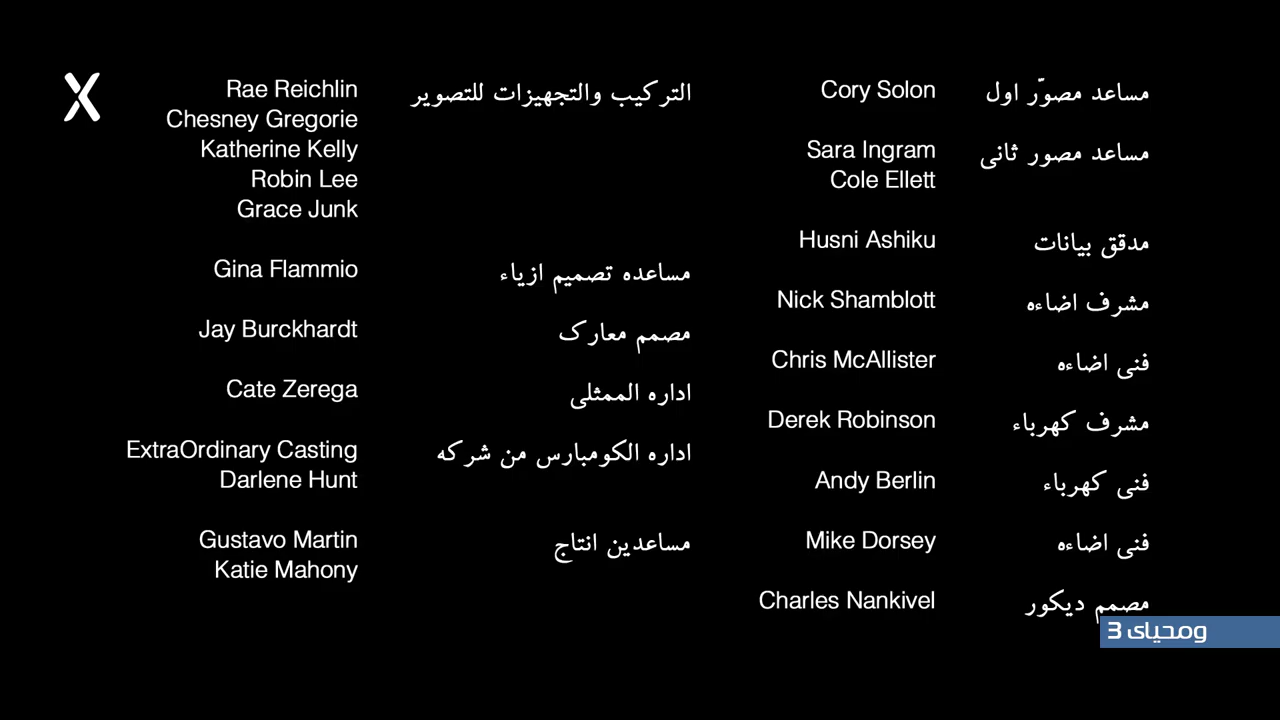 مساعد مصوّر اول Cory Solon
مساعد مصور ثانى Sara Ingram
Cole Ellett
مدقق بيانات Husni Ashiku
مشرف اضاءه Nick Shamblott
فنى اضاءه Chris McAllister
مشرف كهرباء Derek Robinson
فنى كهرباء Andy Berlin
فنى اضاءه Mike Dorsey
مصمم ديكور Charles Nankivel
التركيب والتجهيزات للتصوير Rae Reichlin
Chesney Gregorie
Katherine Kelly
Robin Lee
Grace Junk
مساعده تصميم ازياء Gina Flammio
مصمم معارك Jay Burckhardt
اداره الممثلى Cate Zerega
اداره الكومبارس من شركه ExtraOrdinary Casting
Darlene Hunt
مساعدين انتاج Gustavo Martin
Katie Mahony
X
ومحياى 3